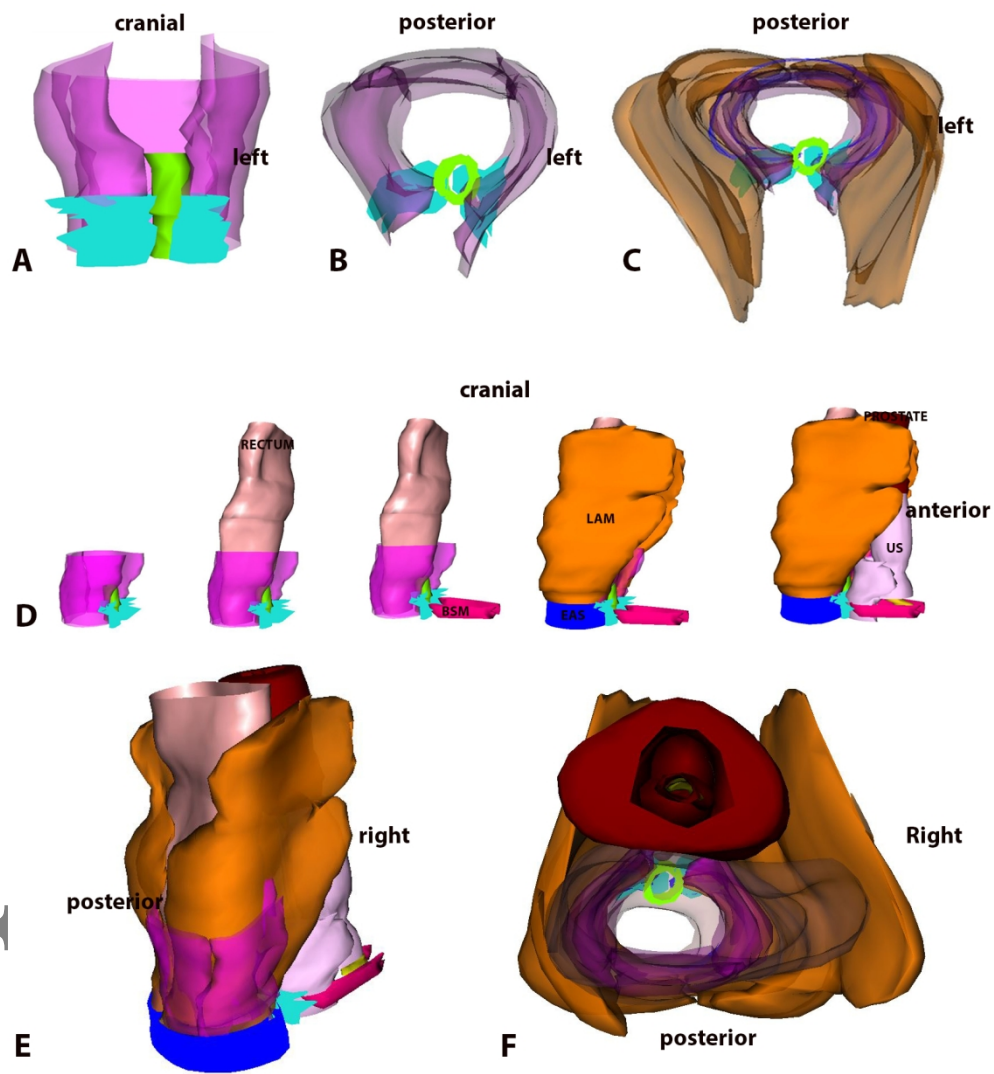 cranial
posterior
posterior
left
left
left
A
B
C
cranial
RECTUM
PROSTATE
LAM
anterior
US
BSM
EAS
D
right
Right
posterior
posterior
E
F